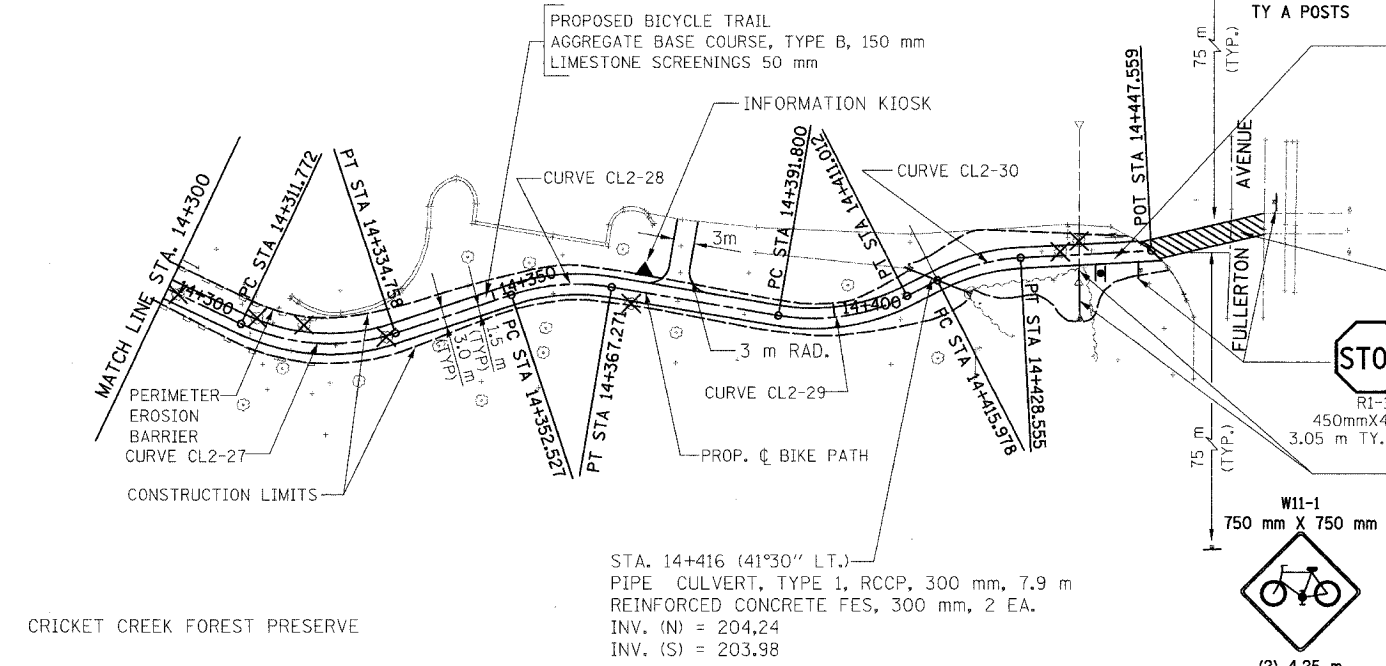 PROPOSED BICYCLE TRAIL
AGGREGATE BASE COURSE, TYPE B, 150 mm
LIMESTONE SCREENINGS 50 mm
TY A POSTS
75 m
(TYP.)
INFORMATION KIOSK
MATCH LINE STA. 14+300
PC STA 14+311.772
PT STA 14+334.758
CURVE CL2-28
3m
PC STA 14+391.800
PT STA 14+411.012
CURVE CL2-30
POT STA 14+447.559
FULLERTON AVENUE
14+300
14+350
14+400
1.5 m
(TYP.)
3.0 m
(TYP)
PC STA 14+352.527
PT STA 14+367.271
3 m RAD.
CURVE CL2-29
PC STA 14+415.978
PT STA 14+428.555
PERIMETER
EROSION
BARRIER
CURVE CL2-27
CONSTRUCTION LIMITS
PROP. ℄ BIKE PATH
STO
R1-
450mmX4
3.05 m TY.
75 m
(TYP.)
W11-1
750 mm X 750 mm
STA. 14+416 (41°30" LT.)
PIPE CULVERT, TYPE 1, RCCP, 300 mm, 7.9 m
REINFORCED CONCRETE FES, 300 mm, 2 EA.
INV. (N) = 204.24
INV. (S) = 203.98
CRICKET CREEK FOREST PRESERVE
(2) 4.25 m